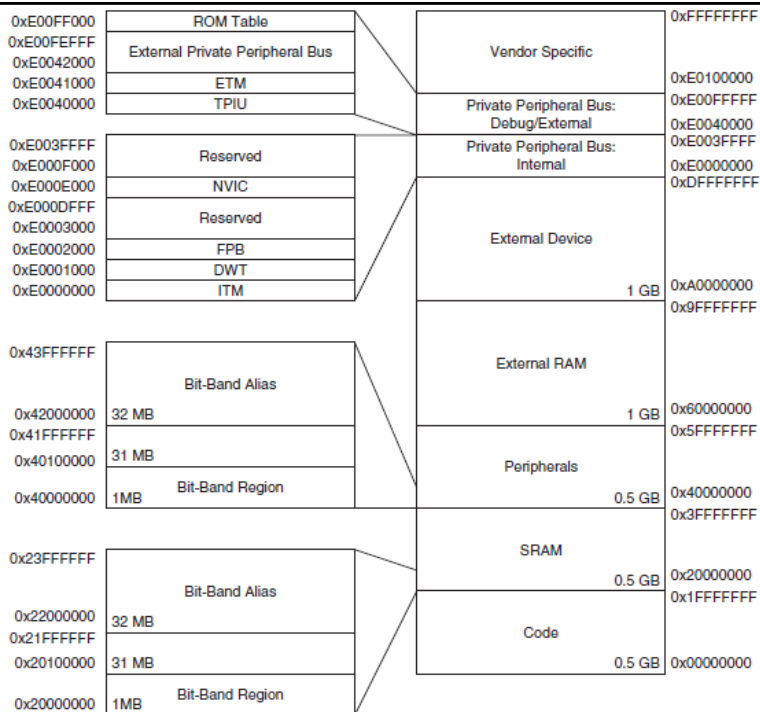 0xE00FF000 ROM Table
0xE00FEFFF
External Private Peripheral Bus
0xE0042000
0xE0041000 ETM
0xE0040000 TPIU
0xE003FFFF
Reserved
0xE000F000
0xE000E000 NVIC
0xE000DFFF
Reserved
0xE0003000
0xE0002000 FPB
0xE0001000 DWT
0xE0000000 ITM
0x43FFFFFF
Bit-Band Alias
0x42000000 32 MB
0x41FFFFFF
0x40100000 31 MB
Bit-Band Region
0x40000000 1MB
0x23FFFFFF
Bit-Band Alias
0x22000000 32 MB
0x21FFFFFF
0x20100000 31 MB
Bit-Band Region
0x20000000 1MB
0xFFFFFFFF
Vendor Specific
0xE0100000
0xE00FFFFF
Private Peripheral Bus:
Debug/External
0xE0040000
0xE003FFFF
Private Peripheral Bus:
Internal
0xE0000000
0xDFFFFFFF
External Device
1 GB 0xA0000000
0x9FFFFFFF
External RAM
1 GB 0x60000000
0x5FFFFFFF
Peripherals
0.5 GB 0x40000000
0x3FFFFFFF
SRAM
0.5 GB 0x20000000
0x1FFFFFFF
Code
0.5 GB 0x00000000